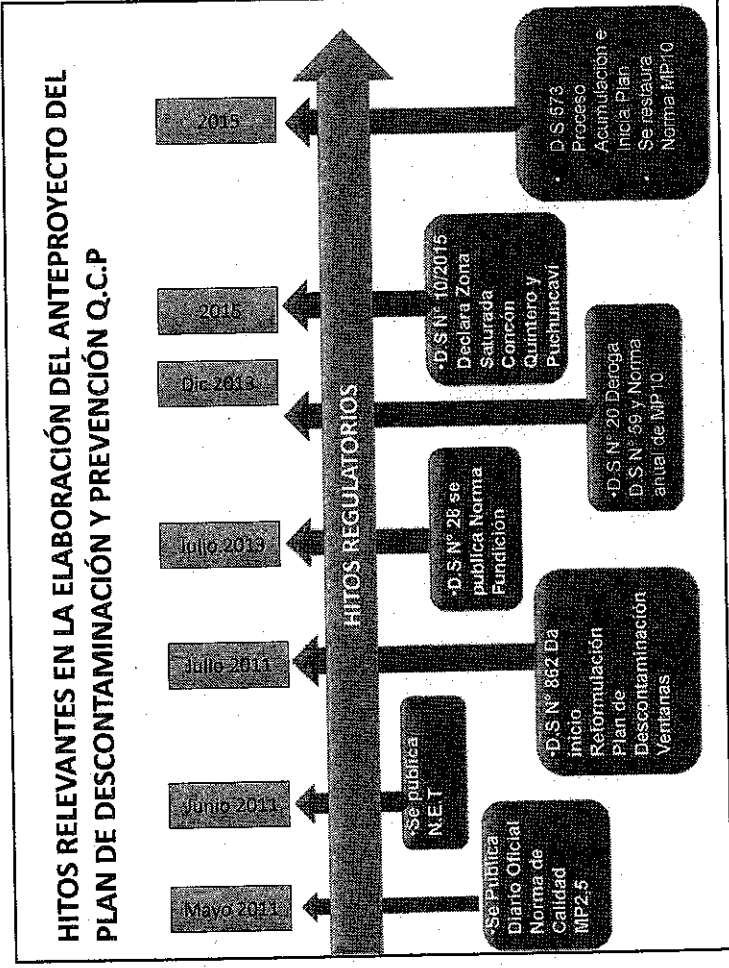 HITOS RELEVANTES EN LA ELABORACIÓN DEL ANTEPROYECTO DEL
PLAN DE DESCONTAMINACIÓN Y PREVENCIÓN Q.C.P
Mayo 2011
Junio 2011
Julio 2011
Julio 2013
Dic 2013
2015
2015
HITOS REGULATORIOS
•Se Publica
Diario Oficial
Norma de
Calidad
MP2,5
•Se publica
N.E.T
•D.S N° 862 Da
Inicio
Reformulación
Plan de
Descontaminación
Ventanas
•D.S N° 28 se
publica Norma
Fundición
•D.S N° 20 Deroga
D.S N° 59 y Norma
anual de MP10
•D.S N° 10/2015
Declara Zona
Saturada
Concón
Quintero y
Puchuncavi
• D.S 573
Proceso
Acumulación e
Inicia Plan
• Se restaura
Norma MP10